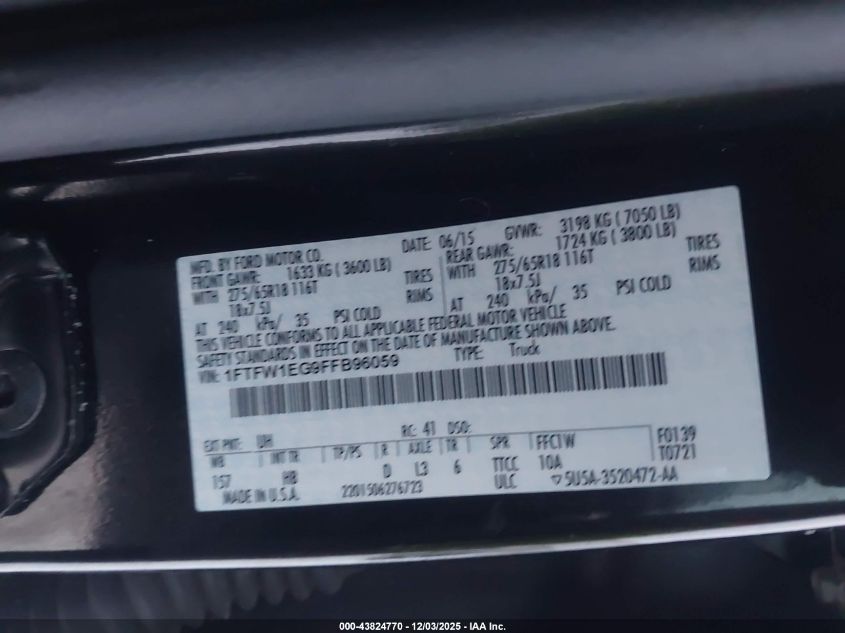 MFD. BY FORD MOTOR CO. DATE: 06/15 GVWR: 3198 KG ( 7050 LB)
FRONT GAWR: 1633 KG ( 3600 LB) REAR GAWR: 1724 KG ( 3800 LB)
WITH 275/65R18 116T TIRES WITH 275/65R18 116T TIRES
18x7.5J RIMS 18x7.5J RIMS
AT 240 kPa/ 35 PSI COLD AT 240 kPa/ 35 PSI COLD
THIS VEHICLE CONFORMS TO ALL APPLICABLE FEDERAL MOTOR VEHICLE
SAFETY STANDARDS IN EFFECT ON THE DATE OF MANUFACTURE SHOWN ABOVE.
VIN: 1FTFW1EG9FFB96059 TYPE: Truck
EXT PNT: UH RC: 41 DSO: F0139
WB INT TR TP/PS R AXLE TR SPR FFC1W T0721
157 HB D L3 6 TTCC 10A
MADE IN U.S.A. 2201506276723 ULC 5U5A-3520472-AA
000-43824770 - 12/03/2025 - IAA Inc.